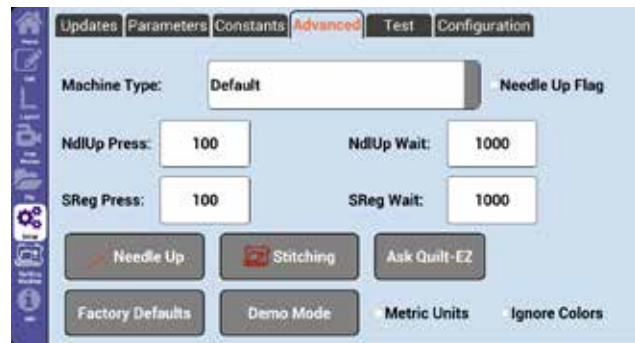 Updates Parameters Constants Advanced Test Configuration
Machine Type: Default Needle Up Flag
NdlUp Press: 100 NdlUp Wait: 1000
SReg Press: 100 SReg Wait: 1000
Needle Up Stitching Ask Quilt-EZ
Factory Defaults Demo Mode Metric Units Ignore Colors